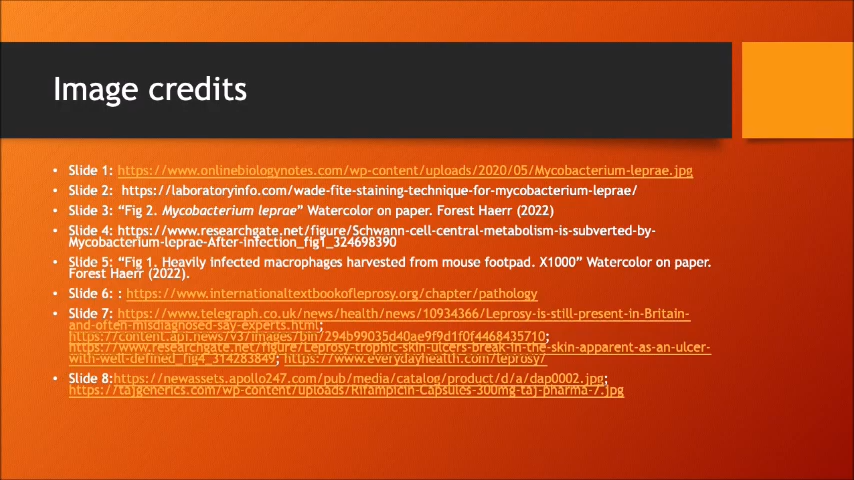 Image credits
• Slide 1: https://www.onlinebiologynotes.com/wp-content/uploads/2020/05/Mycobacterium-leprae.jpg
• Slide 2:  https://laboratoryinfo.com/wade-fite-staining-technique-for-mycobacterium-leprae/
• Slide 3: “Fig 2. Mycobacterium leprae” Watercolor on paper. Forest Haerr (2022)
• Slide 4: https://www.researchgate.net/figure/Schwann-cell-central-metabolism-is-subverted-by-
Mycobacterium-leprae-After-infection_fig1_324698390
• Slide 5: “Fig 1. Heavily infected macrophages harvested from mouse footpad. X1000” Watercolor on paper.
Forest Haerr (2022).
• Slide 6: : https://www.internationaltextbookofleprosy.org/chapter/pathology
• Slide 7: https://www.telegraph.co.uk/news/health/news/10934366/Leprosy-is-still-present-in-Britain-
and-often-misdiagnosed-say-experts.html;
https://content.api.news/v3/images/bin/294b99035d40ae9f9d1f0f4468435710;
https://www.researchgate.net/figure/Leprosy-trophic-skin-ulcers-break-in-the-skin-apparent-as-an-ulcer-
with-well-defined_fig4_314283849; https://www.everydayhealth.com/leprosy/
• Slide 8:https://newassets.apollo247.com/pub/media/catalog/product/d/a/dap0002.jpg;
https://tajgenerics.com/wp-content/uploads/Rifampicin-Capsules-300mg-taj-pharma-7.jpg